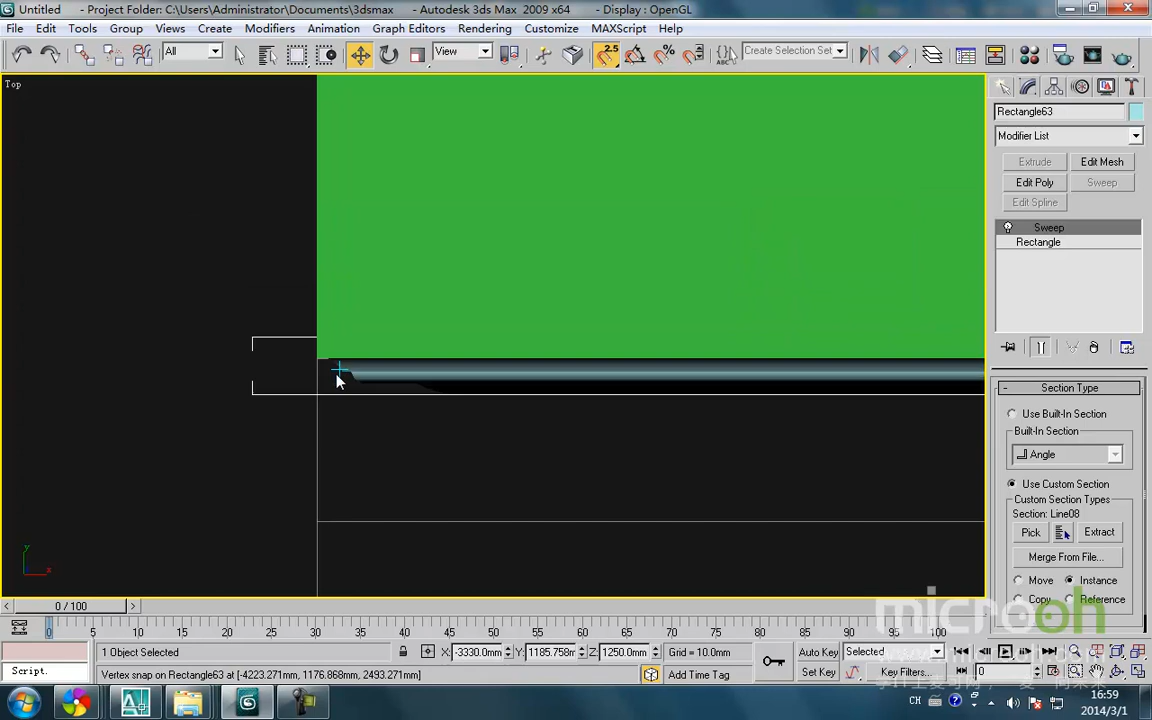 Untitled - Project Folder: C:\Users\Administrator\Documents\3dsmax - Autodesk 3ds Max 2009 x64 - Display : OpenGL
File Edit Tools Group Views Create Modifiers Animation Graph Editors Rendering Customize MAXScript Help
All View 2.5 Create Selection Set
Top
Rectangle63
Modifier List
Extrude Edit Mesh
Edit Poly Sweep
Edit Spline
Sweep
Rectangle
- Section Type
Use Built-In Section
Built-In Section
Angle
Use Custom Section
Custom Section Types
Section: Line08
Pick Extract
Merge From File...
Move Instance
Copy Reference
y
x
microoh
< 0 / 100 >
0 5 10 15 20 25 30 35 40 45 50 55 60 65 70 75 80 85 90 95 100
1 Object Selected X: -3330.0mm Y: 1185.758m Z: 1250.0mm Grid = 10.0mm Auto Key Selected
Script. Vertex snap on Rectangle63 at [-4223.271mm, 1176.868mm, 2493.271mm] Add Time Tag Set Key Key Filters... 0
CH 16:59
2014/3/1